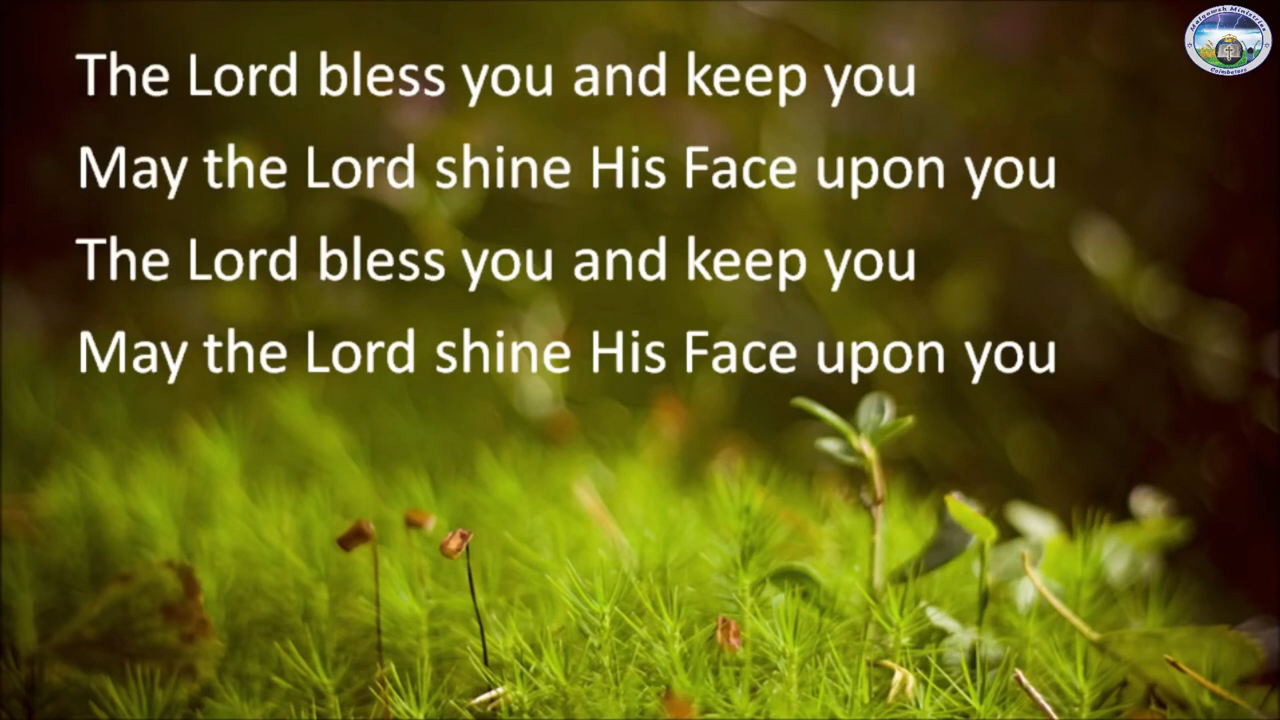 The Lord bless you and keep you
May the Lord shine His Face upon you
The Lord bless you and keep you
May the Lord shine His Face upon you
Coimbatore